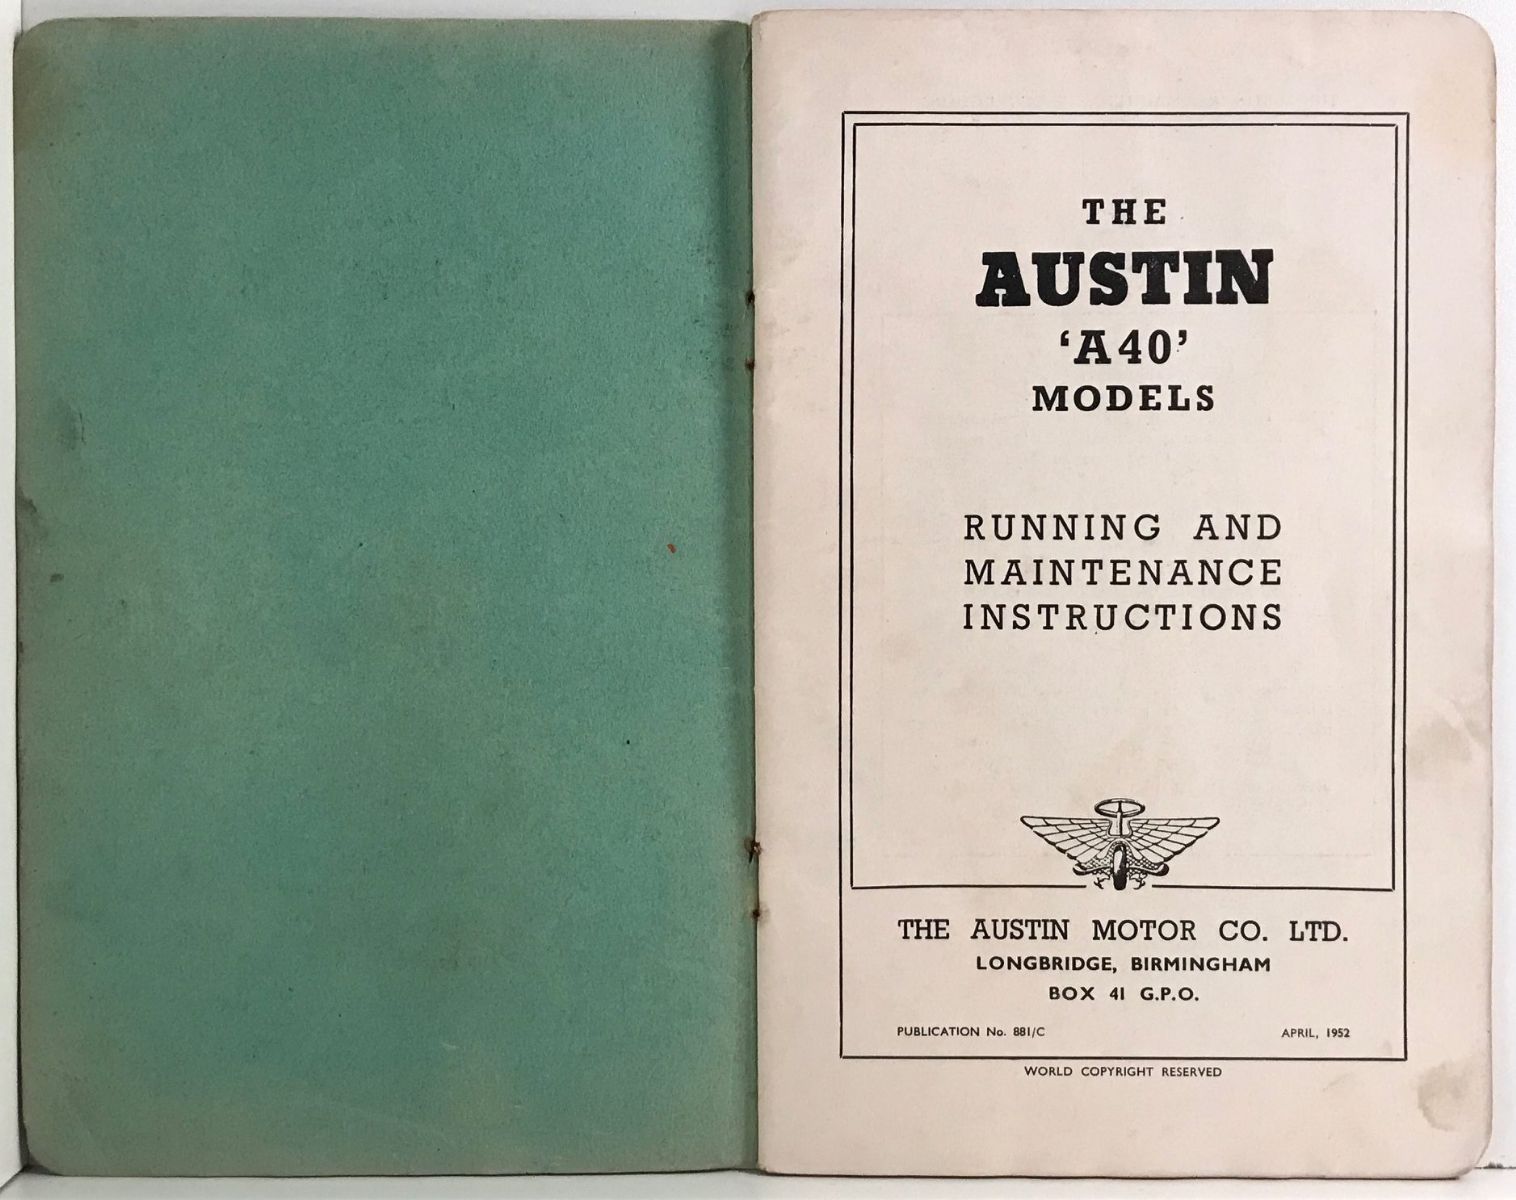 THE
AUSTIN
‘A40’
MODELS
RUNNING AND
MAINTENANCE
INSTRUCTIONS
THE AUSTIN MOTOR CO. LTD.
LONGBRIDGE, BIRMINGHAM
BOX 41 G.P.O.
PUBLICATION No. 881/C APRIL, 1952
WORLD COPYRIGHT RESERVED